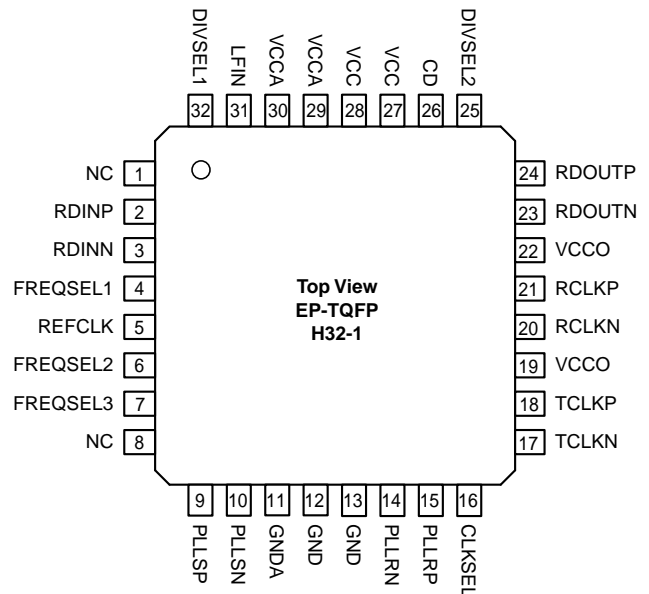 DIVSEL1
LFIN
VCCA
VCCA
VCC
VCC
CD
DIVSEL2
32 31 30 29 28 27 26 25
NC 1
RDINP 2
RDINN 3
FREQSEL1 4
REFCLK 5
FREQSEL2 6
FREQSEL3 7
NC 8
Top View
EP-TQFP
H32-1
24 RDOUTP
23 RDOUTN
22 VCCO
21 RCLKP
20 RCLKN
19 VCCO
18 TCLKP
17 TCLKN
9 10 11 12 13 14 15 16
PLLSP
PLLSN
GNDA
GND
GND
PLLRN
PLLRP
CLKSEL